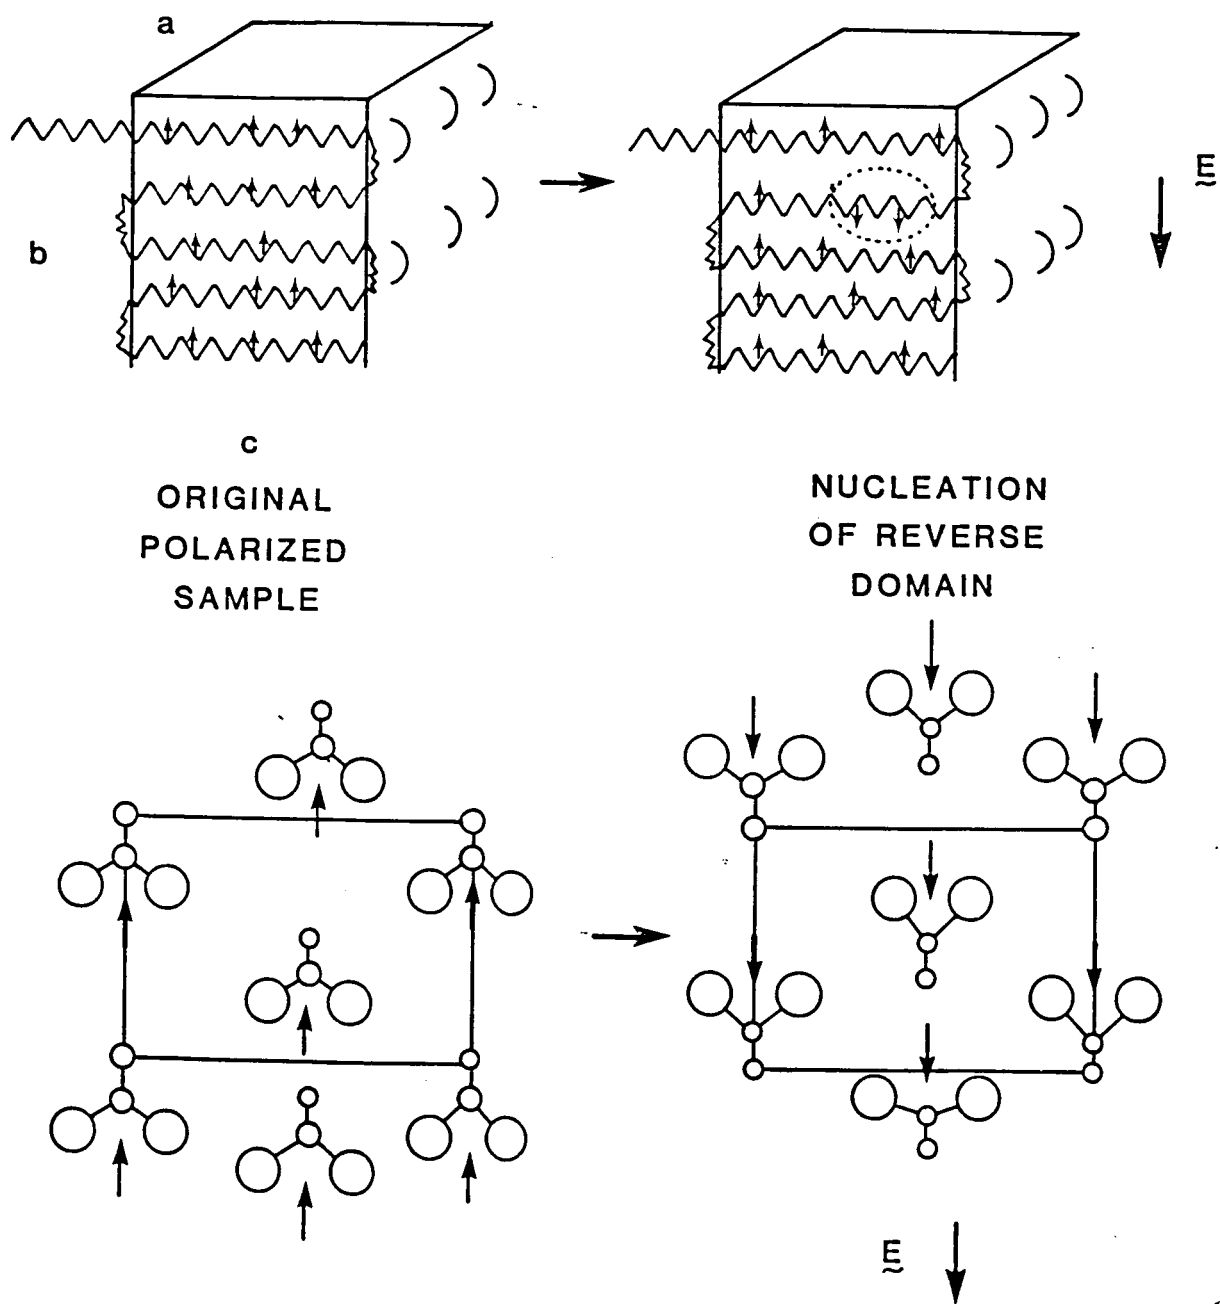 a
E
b
c
ORIGINAL
POLARIZED
SAMPLE
NUCLEATION
OF REVERSE
DOMAIN
E